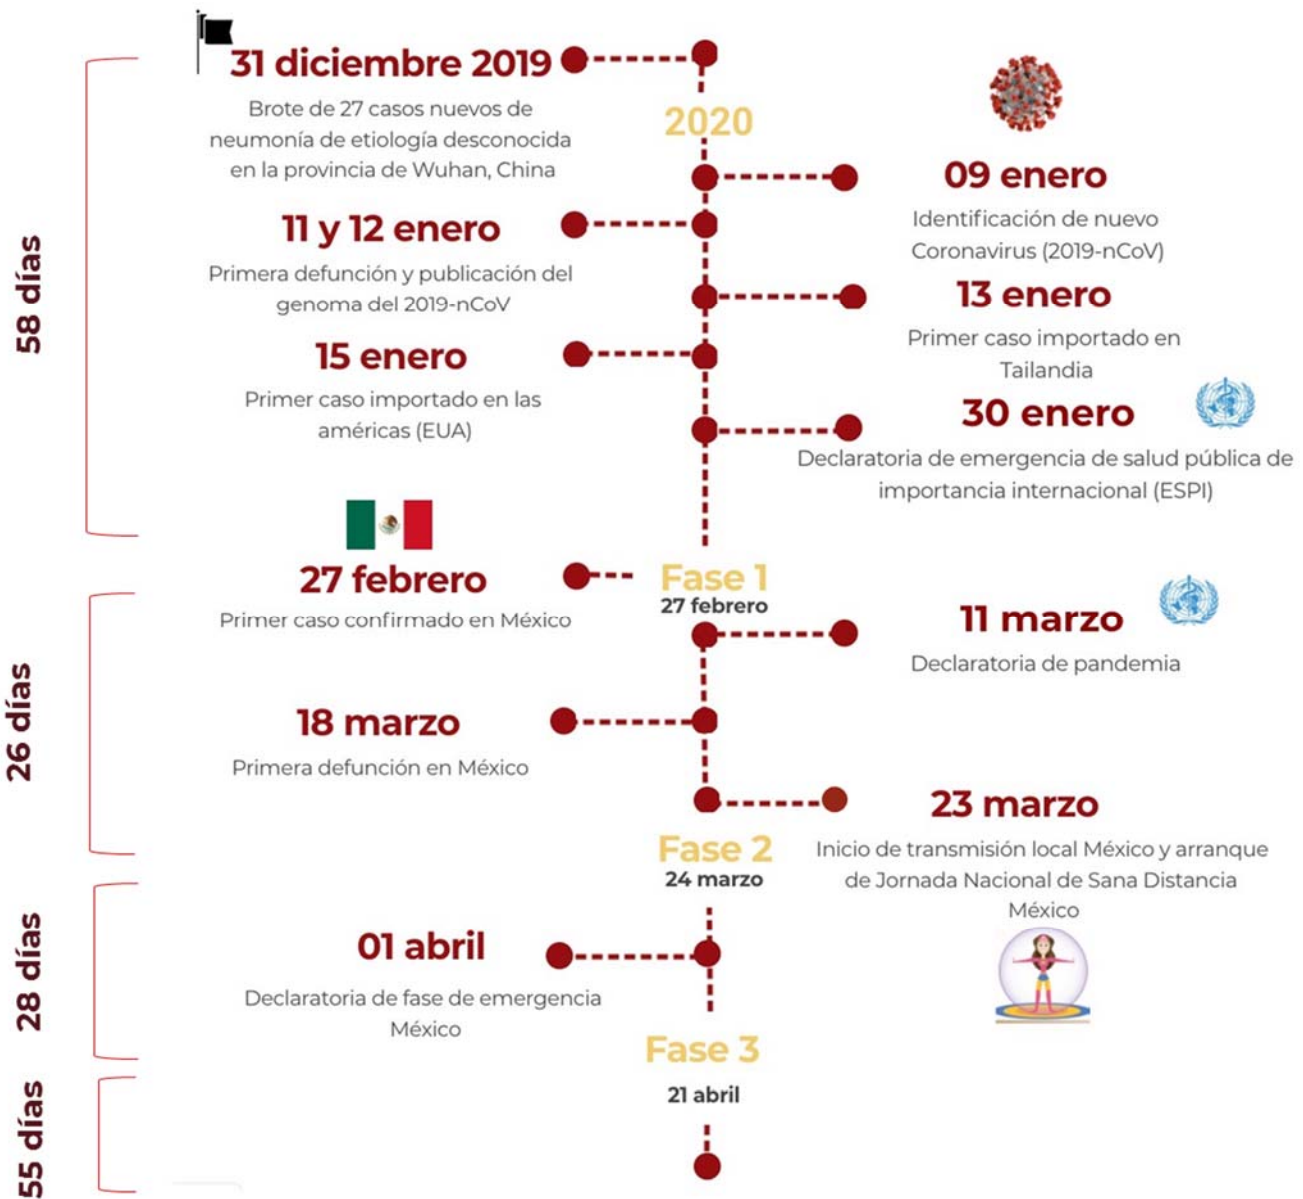 31 diciembre 2019
Brote de 27 casos nuevos de
neumonía de etiología desconocida
en la provincia de Wuhan, China
2020
09 enero
Identificación de nuevo
Coronavirus (2019-nCoV)
11 y 12 enero
Primera defunción y publicación del
genoma del 2019-nCoV
13 enero
Primer caso importado en
Tailandia
15 enero
Primer caso importado en las
américas (EUA)
30 enero
Declaratoria de emergencia de salud pública de
importancia internacional (ESPI)
58 días
27 febrero
Primer caso confirmado en México
Fase 1
27 febrero
11 marzo
Declaratoria de pandemia
18 marzo
Primera defunción en México
23 marzo
Inicio de transmisión local México y arranque
de Jornada Nacional de Sana Distancia
México
26 días
Fase 2
24 marzo
01 abril
Declaratoria de fase de emergencia
México
28 días
Fase 3
21 abril
55 días